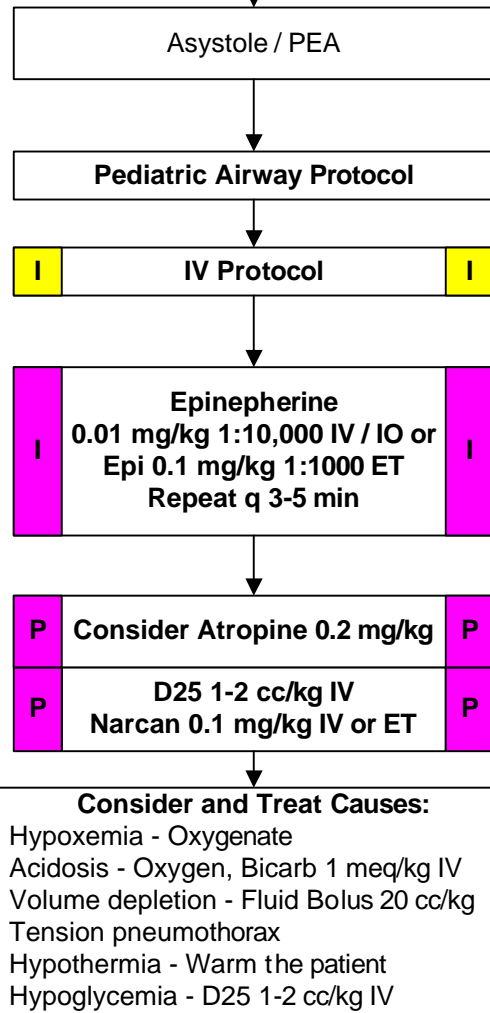 Asystole / PEA
Pediatric Airway Protocol
I IV Protocol I
Epinepherine
0.01 mg/kg 1:10,000 IV / IO or
I Epi 0.1 mg/kg 1:1000 ET I
Repeat q 3-5 min
P Consider Atropine 0.2 mg/kg P
D25 1-2 cc/kg IV
P Narcan 0.1 mg/kg IV or ET P
Consider and Treat Causes:
Hypoxemia - Oxygenate
Acidosis - Oxygen, Bicarb 1 meq/kg IV
Volume depletion - Fluid Bolus 20 cc/kg
Tension pneumothorax
Hypothermia - Warm the patient
Hypoglycemia - D25 1-2 cc/kg IV